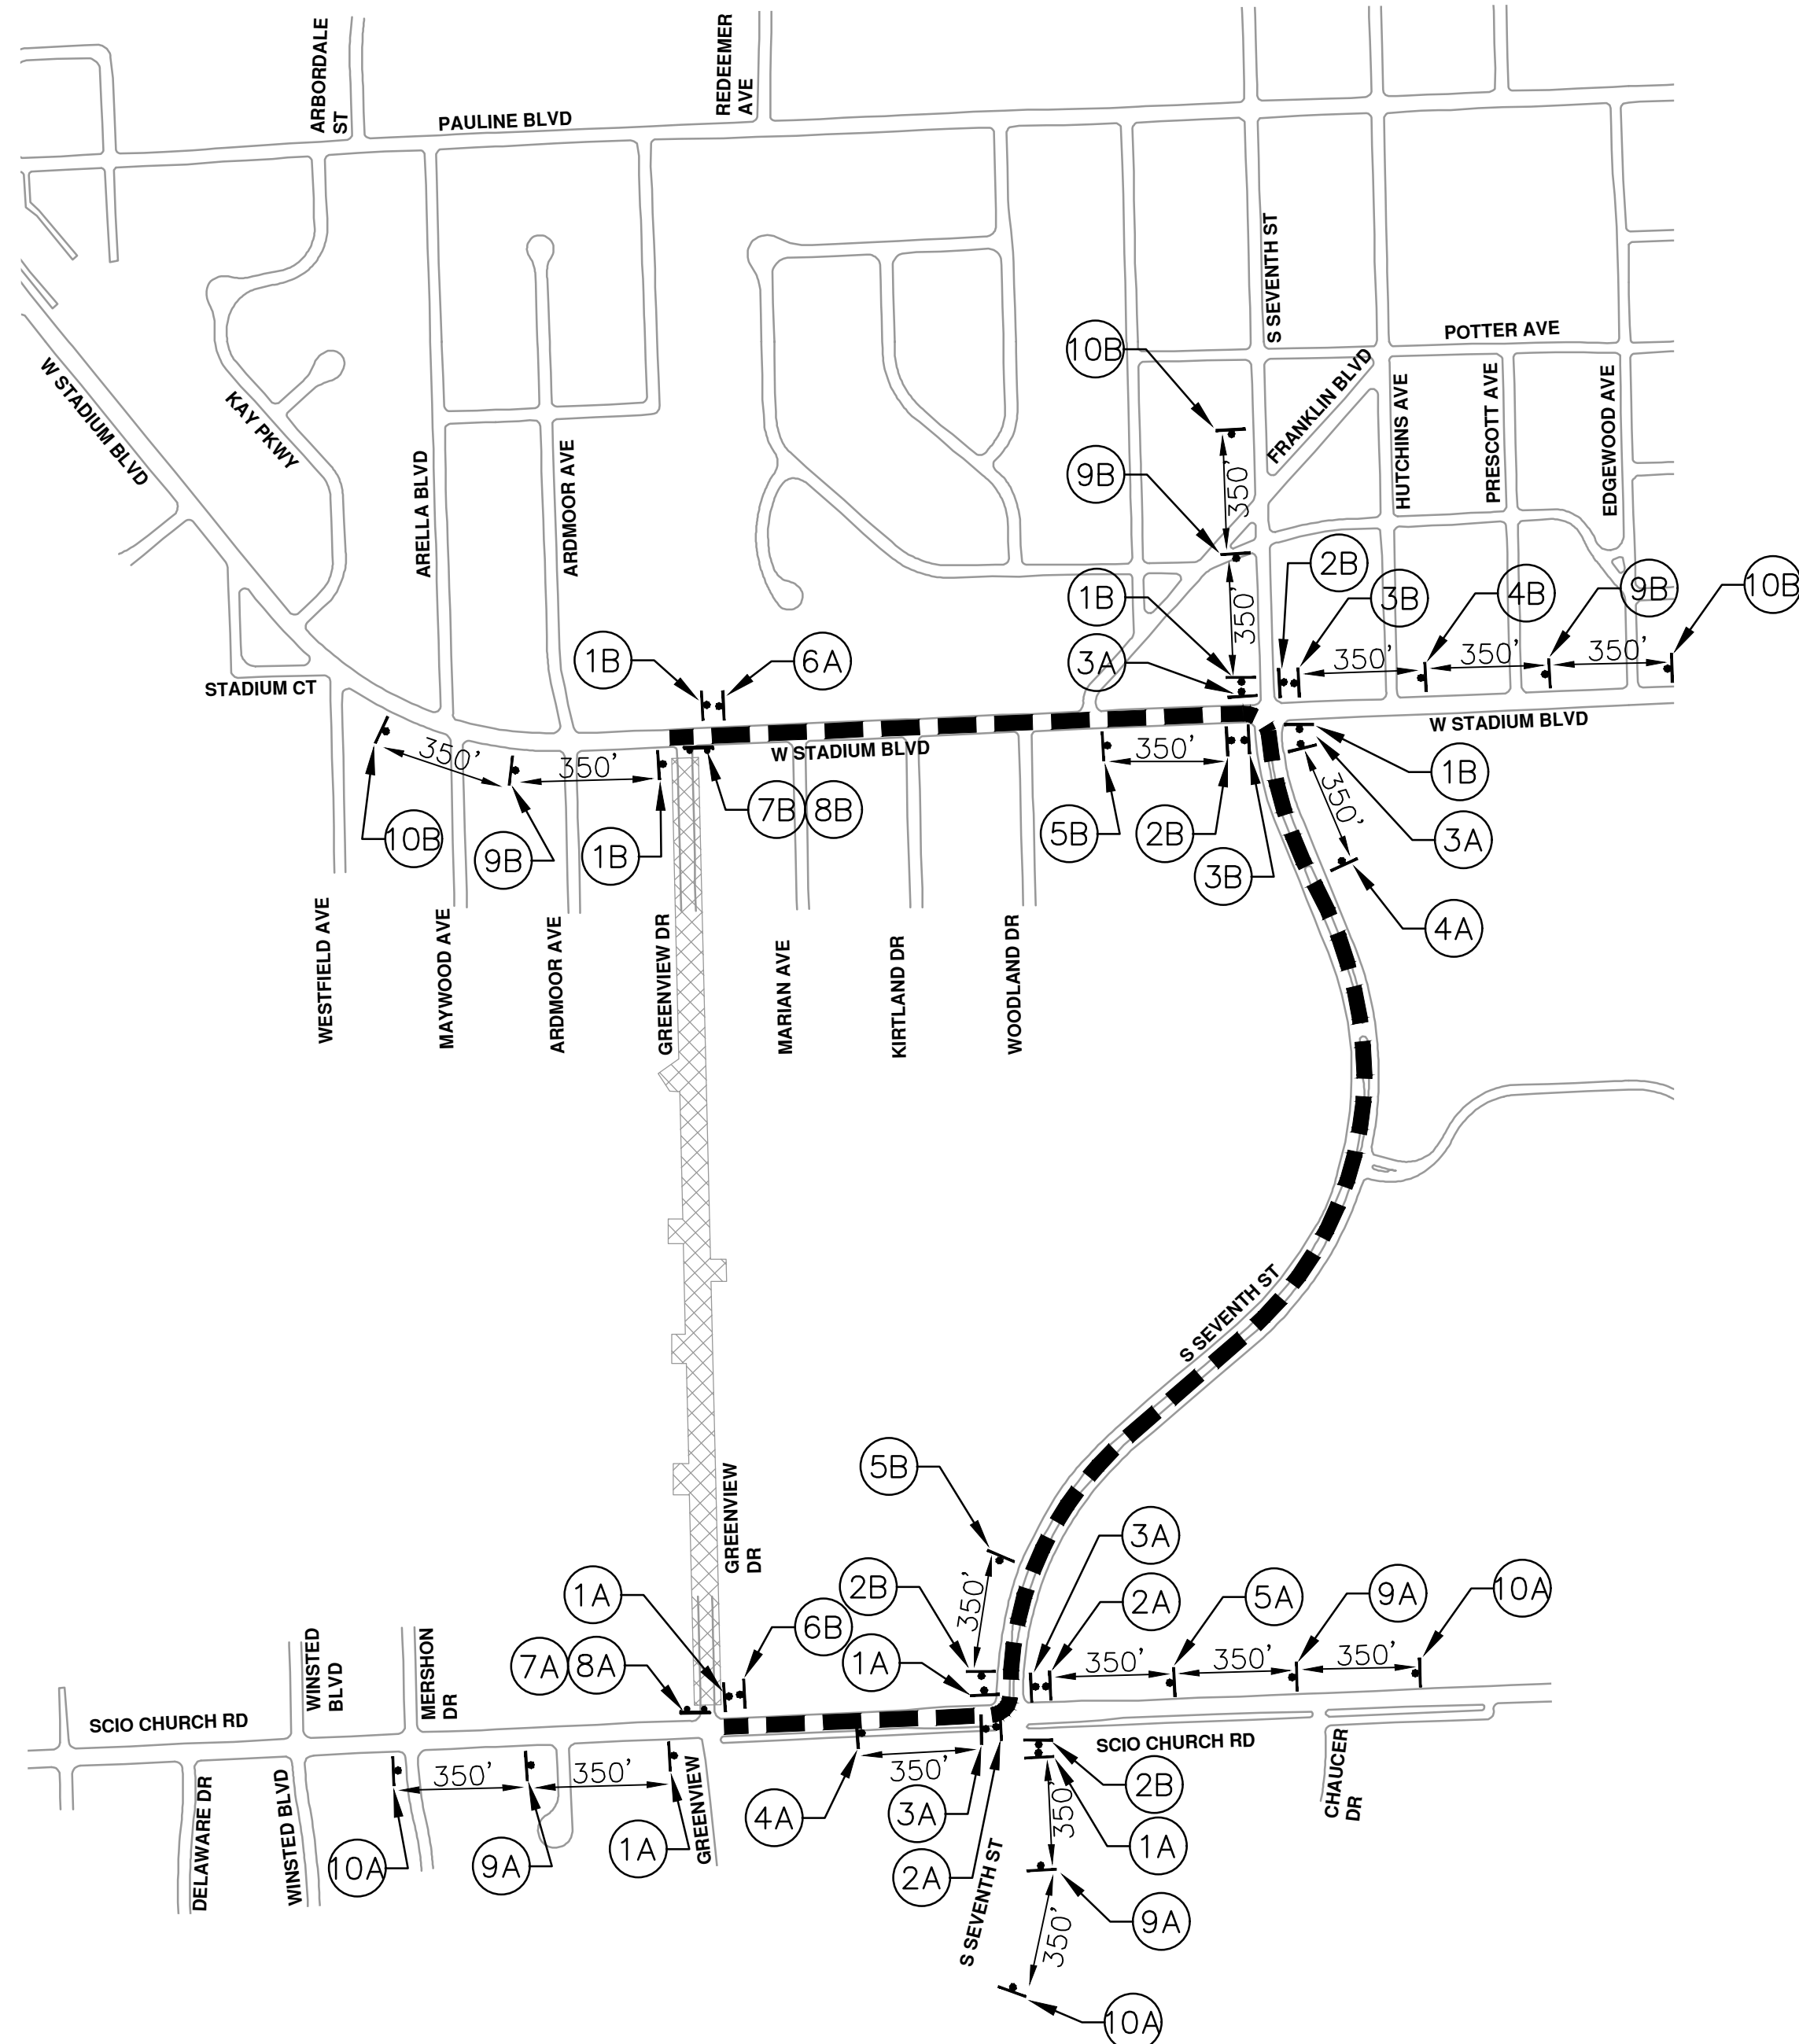 ARBORDALE
ST
REDEEMER
AVE
PAULINE BLVD
S SEVENTH ST
POTTER AVE
FRANKLIN BLVD
HUTCHINS AVE
PRESCOTT AVE
EDGEWOOD AVE
W STADIUM BLVD
KAY PKWY
ARELLA BLVD
ARDMOOR AVE
10B
350'
9B
350'
1B
3A
2B
3B
4B
9B
10B
350'
350'
350'
1B
6A
STADIUM CT
W STADIUM BLVD
W STADIUM BLVD
350'
350'
350'
10B
9B
1B
7B
8B
5B
2B
3B
1B
350'
3A
4A
WESTFIELD AVE
MAYWOOD AVE
ARDMOOR AVE
GREENVIEW DR
MARIAN AVE
KIRTLAND DR
WOODLAND DR
S SEVENTH ST
GREENVIEW
DR
5B
350'
2B
1A
3A
2A
5A
9A
10A
350'
350'
350'
1A
6B
7A
8A
WINSTED
BLVD
MERSHON
DR
SCIO CHURCH RD
SCIO CHURCH RD
DELAWARE DR
WINSTED BLVD
350'
350'
GREENVIEW
350'
10A
9A
1A
4A
3A
2A
S SEVENTH ST
2B
350'
1A
9A
350'
10A
CHAUCER
DR